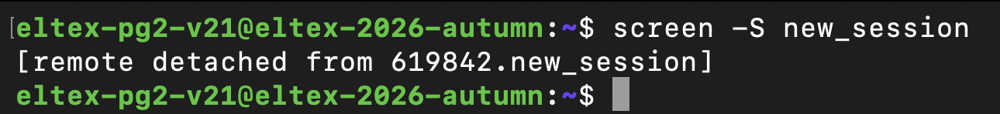 [eltex-pg2-v21@eltex-2026-autumn:~$ screen -S new_session
[remote detached from 619842.new_session]
eltex-pg2-v21@eltex-2026-autumn:~$